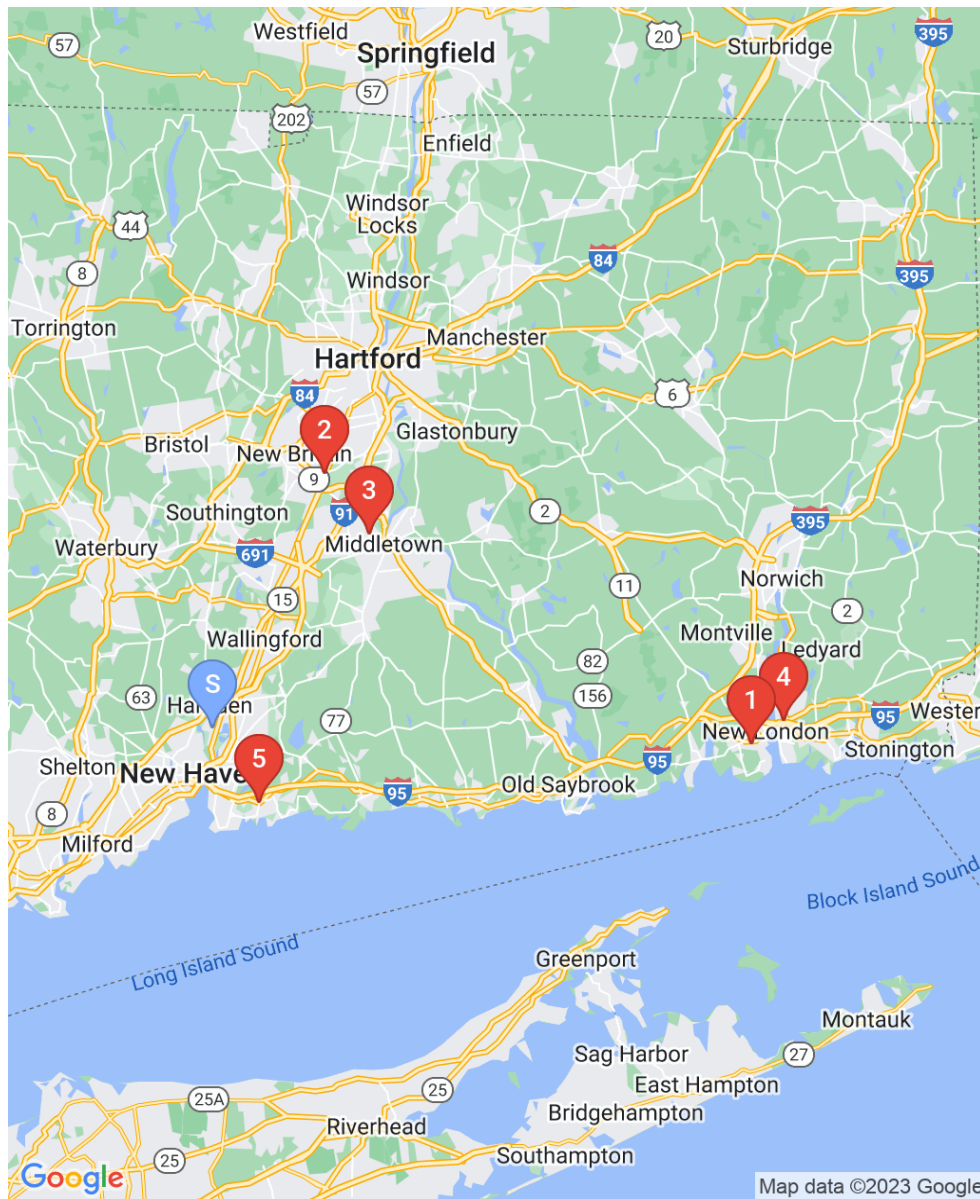 57
Westfield
Springfield
20
Sturbridge
395
57
202
Enfield
Windsor
Locks
44
84
8
Windsor
395
Torrington
Manchester
Hartford
6
84
2
Glastonbury
Bristol
New Britain
9
3
Southington
91
2
395
Waterbury
Middletown
691
Norwich
11
15
2
Wallingford
Montville
Ledyard
82
S
63
Hamden
156
4
1
77
95
New London
Stonington
5
95
Shelton
New Haven
95
Old Saybrook
8
Milford
Block Island Sound
Long Island Sound
Greenport
Montauk
Sag Harbor
27
East Hampton
25
25A
Bridgehampton
Riverhead
25
Southampton
Google
Map data ©2023 Google